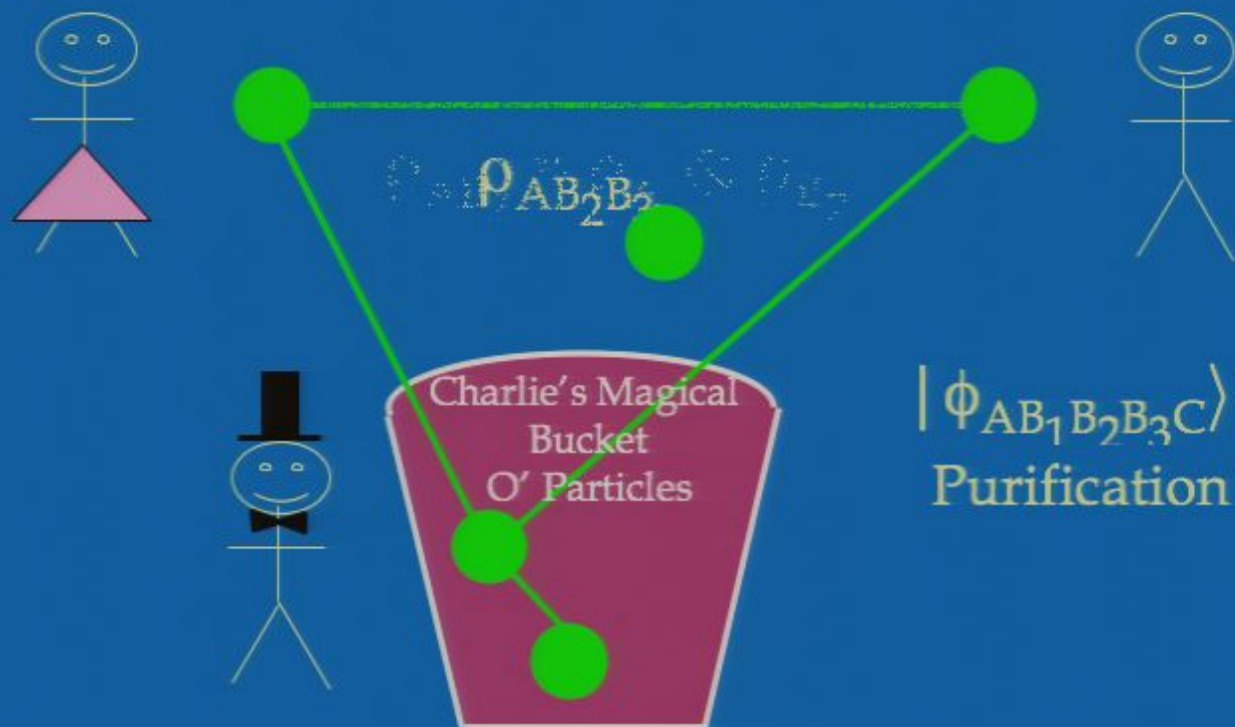 ρAB₂B₃
Charlie's Magical
Bucket
O' Particles
|ϕAB₁B₂B₃C⟩
Purification